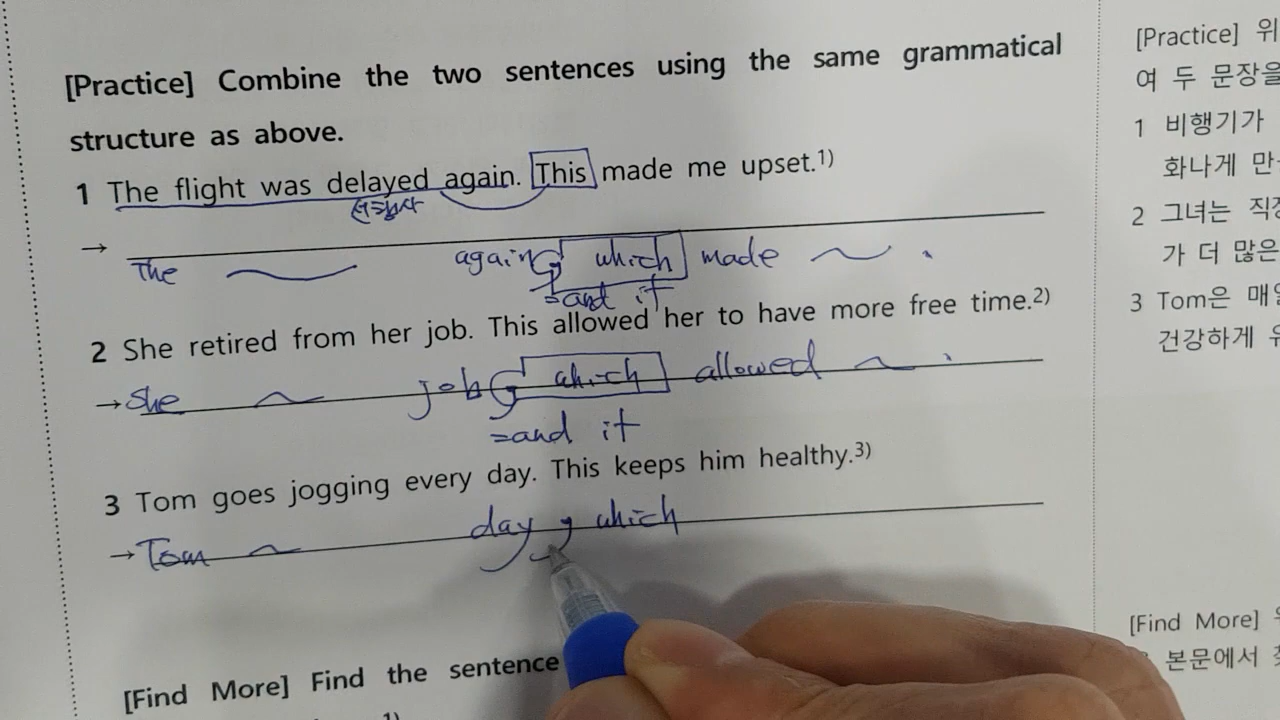 [Practice] Combine the two sentences using the same grammatical
structure as above.
1 The flight was delayed again. This made me upset.1)
선행사
→
The again, which made ~ .
=and it
2 She retired from her job. This allowed her to have more free time.2)
→ She ~ job, which allowed ~ .
=and it
3 Tom goes jogging every day. This keeps him healthy.3)
→ Tom ~ day, which
[Find More] Find the sentence
1)
[Practice] 위
여 두 문장을
1 비행기가
화나게 만
2 그녀는 직장
가 더 많은
3 Tom은 매일
건강하게 유
[Find More]
본문에서